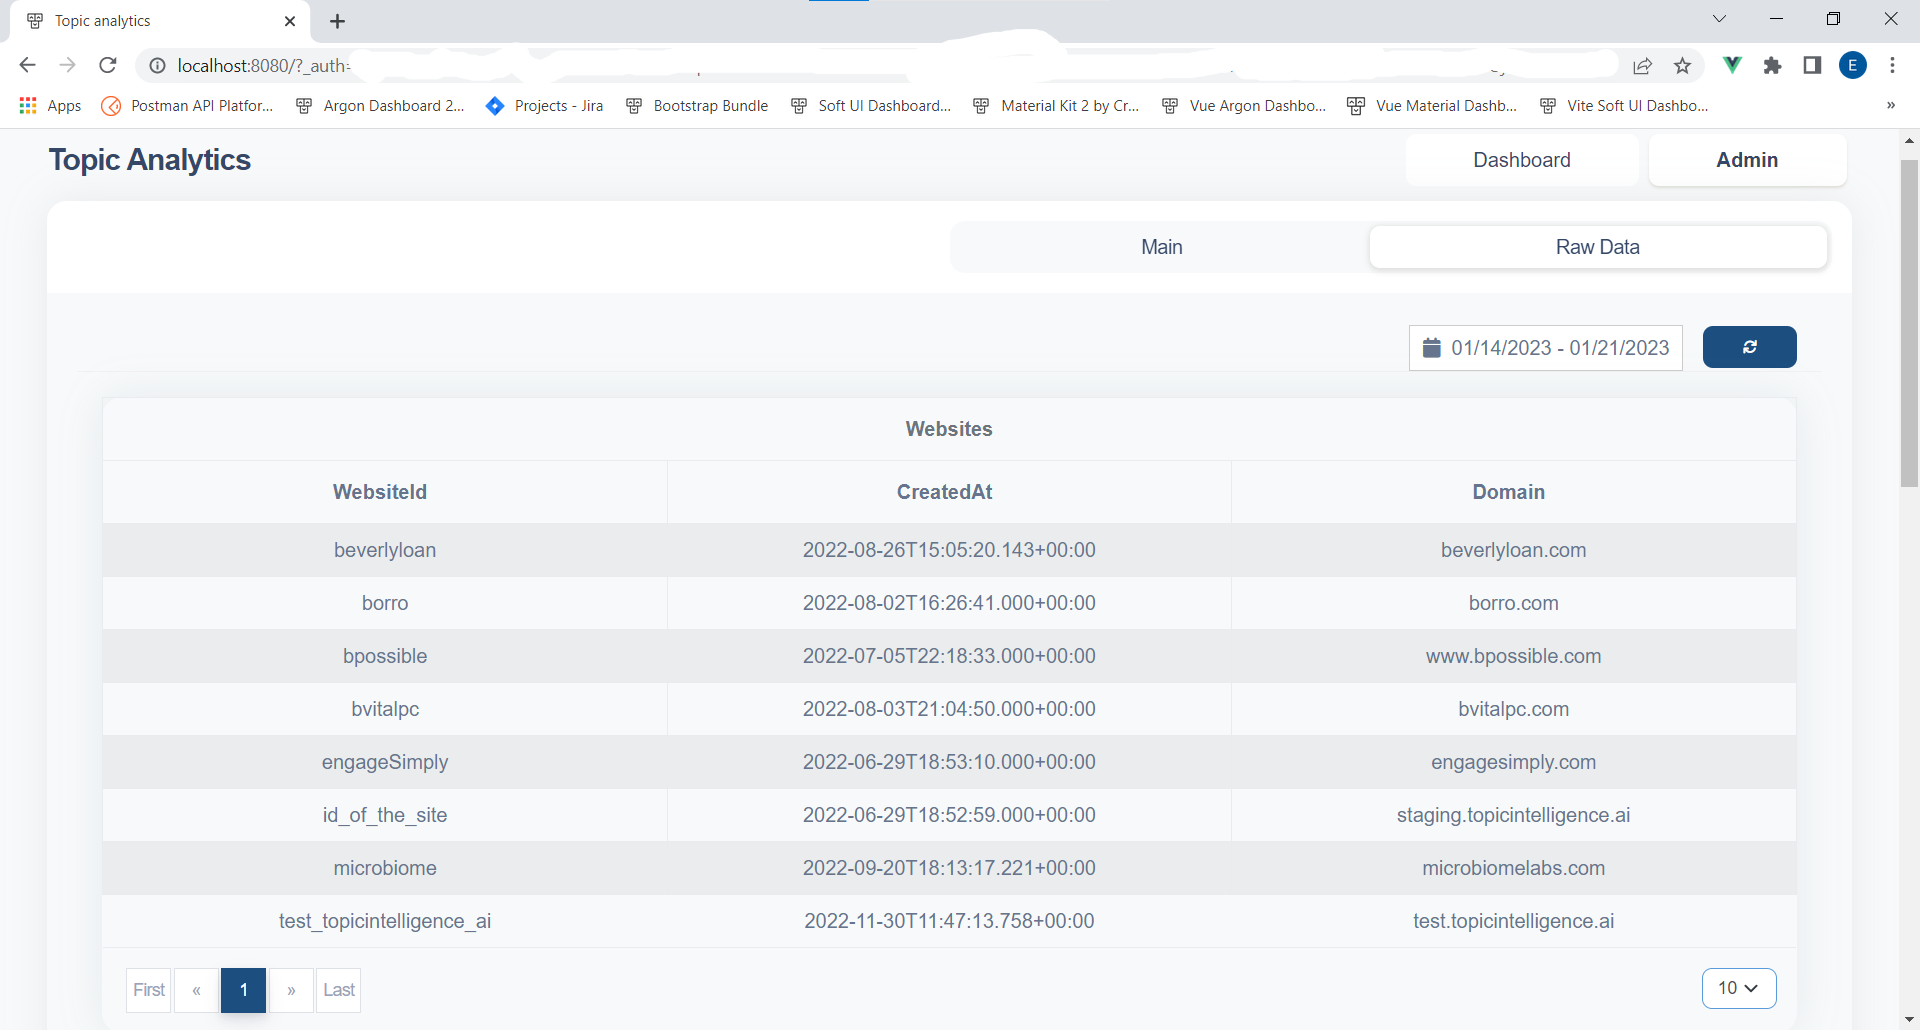 Topic analytics
localhost:8080/?_auth=
Apps Postman API Platfor... Argon Dashboard 2... Projects - Jira Bootstrap Bundle Soft UI Dashboard... Material Kit 2 by Cr... Vue Argon Dashbo... Vue Material Dashb... Vite Soft UI Dashbo... »
E
Topic Analytics Dashboard Admin
Main Raw Data
01/14/2023 - 01/21/2023
Websites
WebsiteId CreatedAt Domain
beverlyloan 2022-08-26T15:05:20.143+00:00 beverlyloan.com
borro 2022-08-02T16:26:41.000+00:00 borro.com
bpossible 2022-07-05T22:18:33.000+00:00 www.bpossible.com
bvitalpc 2022-08-03T21:04:50.000+00:00 bvitalpc.com
engageSimply 2022-06-29T18:53:10.000+00:00 engagesimply.com
id_of_the_site 2022-06-29T18:52:59.000+00:00 staging.topicintelligence.ai
microbiome 2022-09-20T18:13:17.221+00:00 microbiomelabs.com
test_topicintelligence_ai 2022-11-30T11:47:13.758+00:00 test.topicintelligence.ai
First « 1 » Last 10